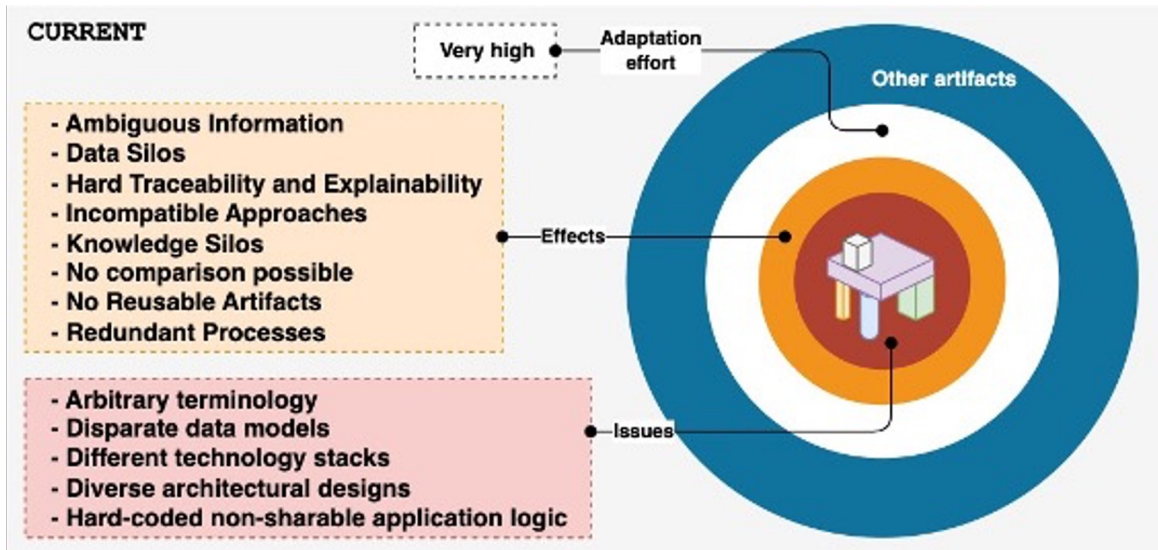 CURRENT
Very high
Adaptation
effort
Other artifacts
- Ambiguous Information
- Data Silos
- Hard Traceability and Explainability
- Incompatible Approaches
- Knowledge Silos
- No comparison possible
- No Reusable Artifacts
- Redundant Processes
Effects
- Arbitrary terminology
- Disparate data models
- Different technology stacks
- Diverse architectural designs
- Hard-coded non-sharable application logic
Issues